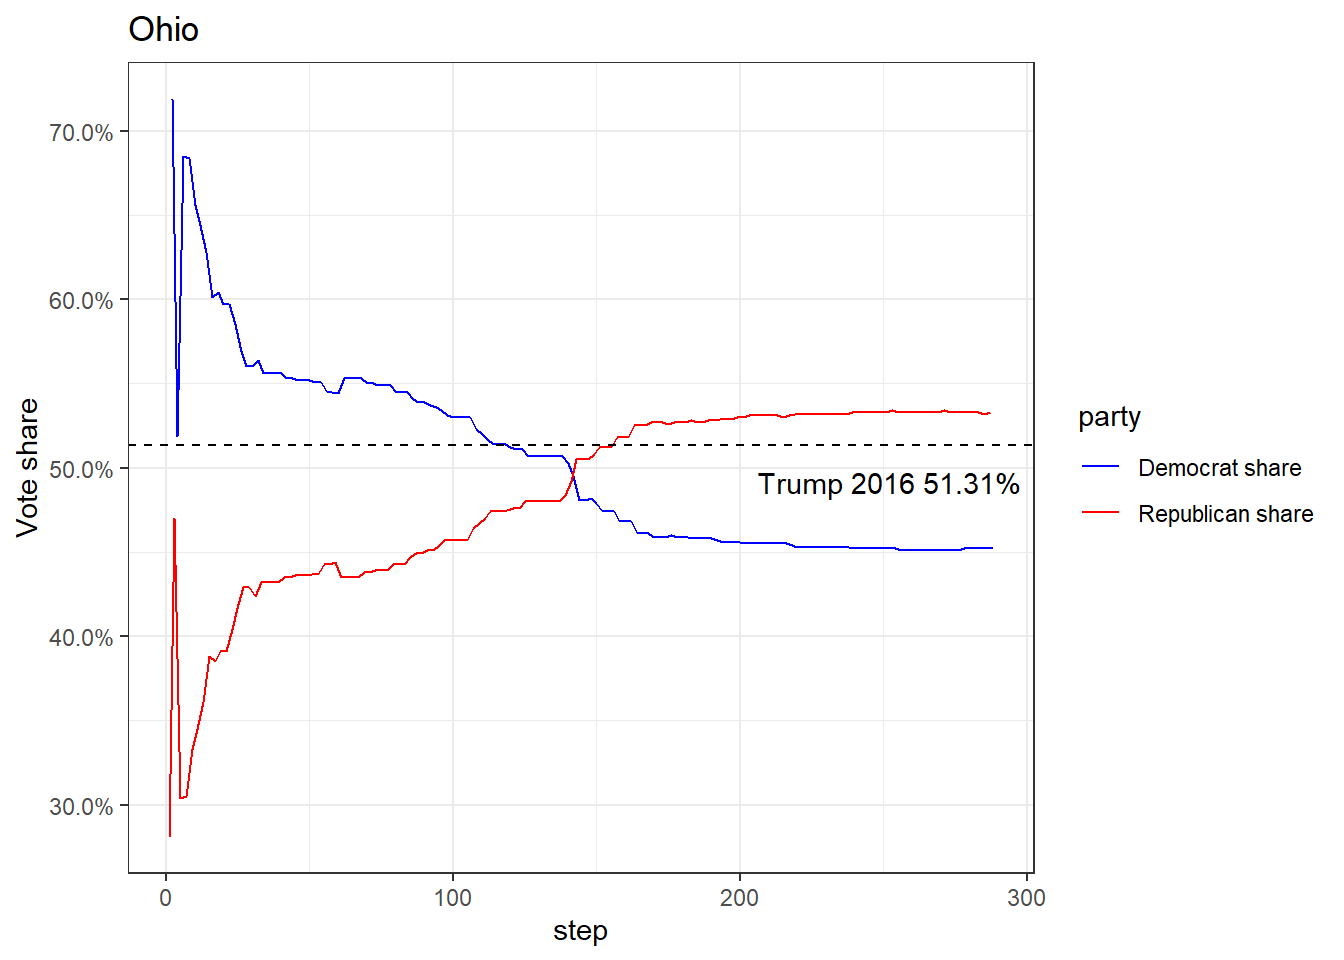 Ohio
Vote share
70.0%
60.0%
50.0%
40.0%
30.0%
Trump 2016 51.31%
0
100
200
300
step
party
Democrat share
Republican share